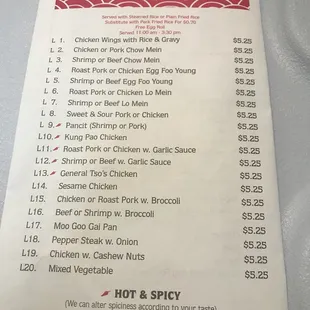 Served with Steamed Rice or Plain Fried Rice
Substitute with Pork Fried Rice For $0.70
Free Egg Roll
Served 11:00 am - 3:30 pm
L 1. Chicken Wings with Rice & Gravy $5.25
L 2. Chicken or Pork Chow Mein $5.25
L 3. Shrimp or Beef Chow Mein $5.25
L 4. Roast Pork or Chicken Egg Foo Young $5.25
L 5. Shrimp or Beef Egg Foo Young $5.25
L 6. Roast Pork or Chicken Lo Mein $5.25
L 7. Shrimp or Beef Lo Mein $5.25
L 8. Sweet & Sour Pork or Chicken $5.25
L 9. Pancit (Shrimp or Pork) $5.25
L10. Kung Pao Chicken $5.25
L11. Roast Pork or Chicken w. Garlic Sauce $5.25
L12. Shrimp or Beef w. Garlic Sauce $5.25
L13. General Tso's Chicken $5.25
L14. Sesame Chicken $5.25
L15. Chicken or Roast Pork w. Broccoli $5.25
L16. Beef or Shrimp w. Broccoli $5.25
L17. Moo Goo Gai Pan $5.25
L18. Pepper Steak w. Onion $5.25
L19. Chicken w. Cashew Nuts $5.25
L20. Mixed Vegetable $5.25
HOT & SPICY
(We can alter spiciness according to your taste)